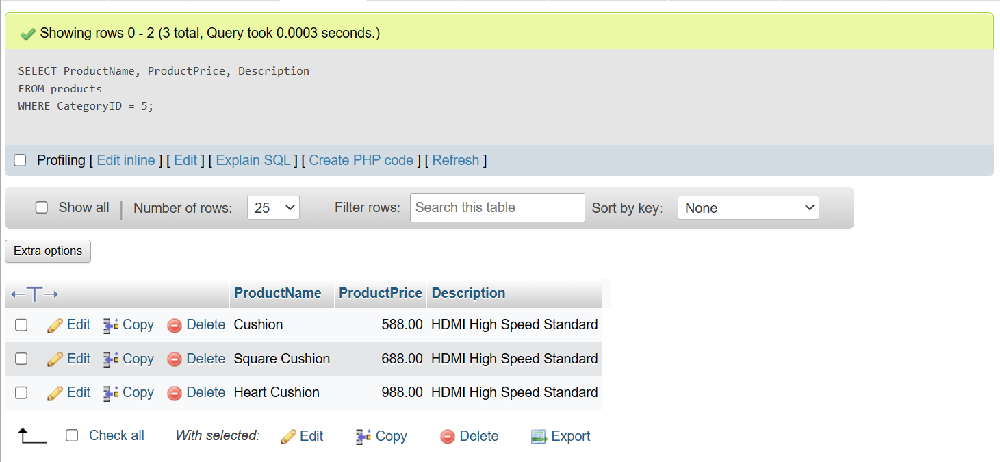 Showing rows 0 - 2 (3 total, Query took 0.0003 seconds.)
SELECT ProductName, ProductPrice, Description
FROM products
WHERE CategoryID = 5;
Profiling [ Edit inline ] [ Edit ] [ Explain SQL ] [ Create PHP code ] [ Refresh ]
Show all Number of rows: 25 Filter rows: Search this table Sort by key: None
Extra options
ProductName ProductPrice Description
Edit Copy Delete Cushion 588.00 HDMI High Speed Standard
Edit Copy Delete Square Cushion 688.00 HDMI High Speed Standard
Edit Copy Delete Heart Cushion 988.00 HDMI High Speed Standard
Check all With selected: Edit Copy Delete Export